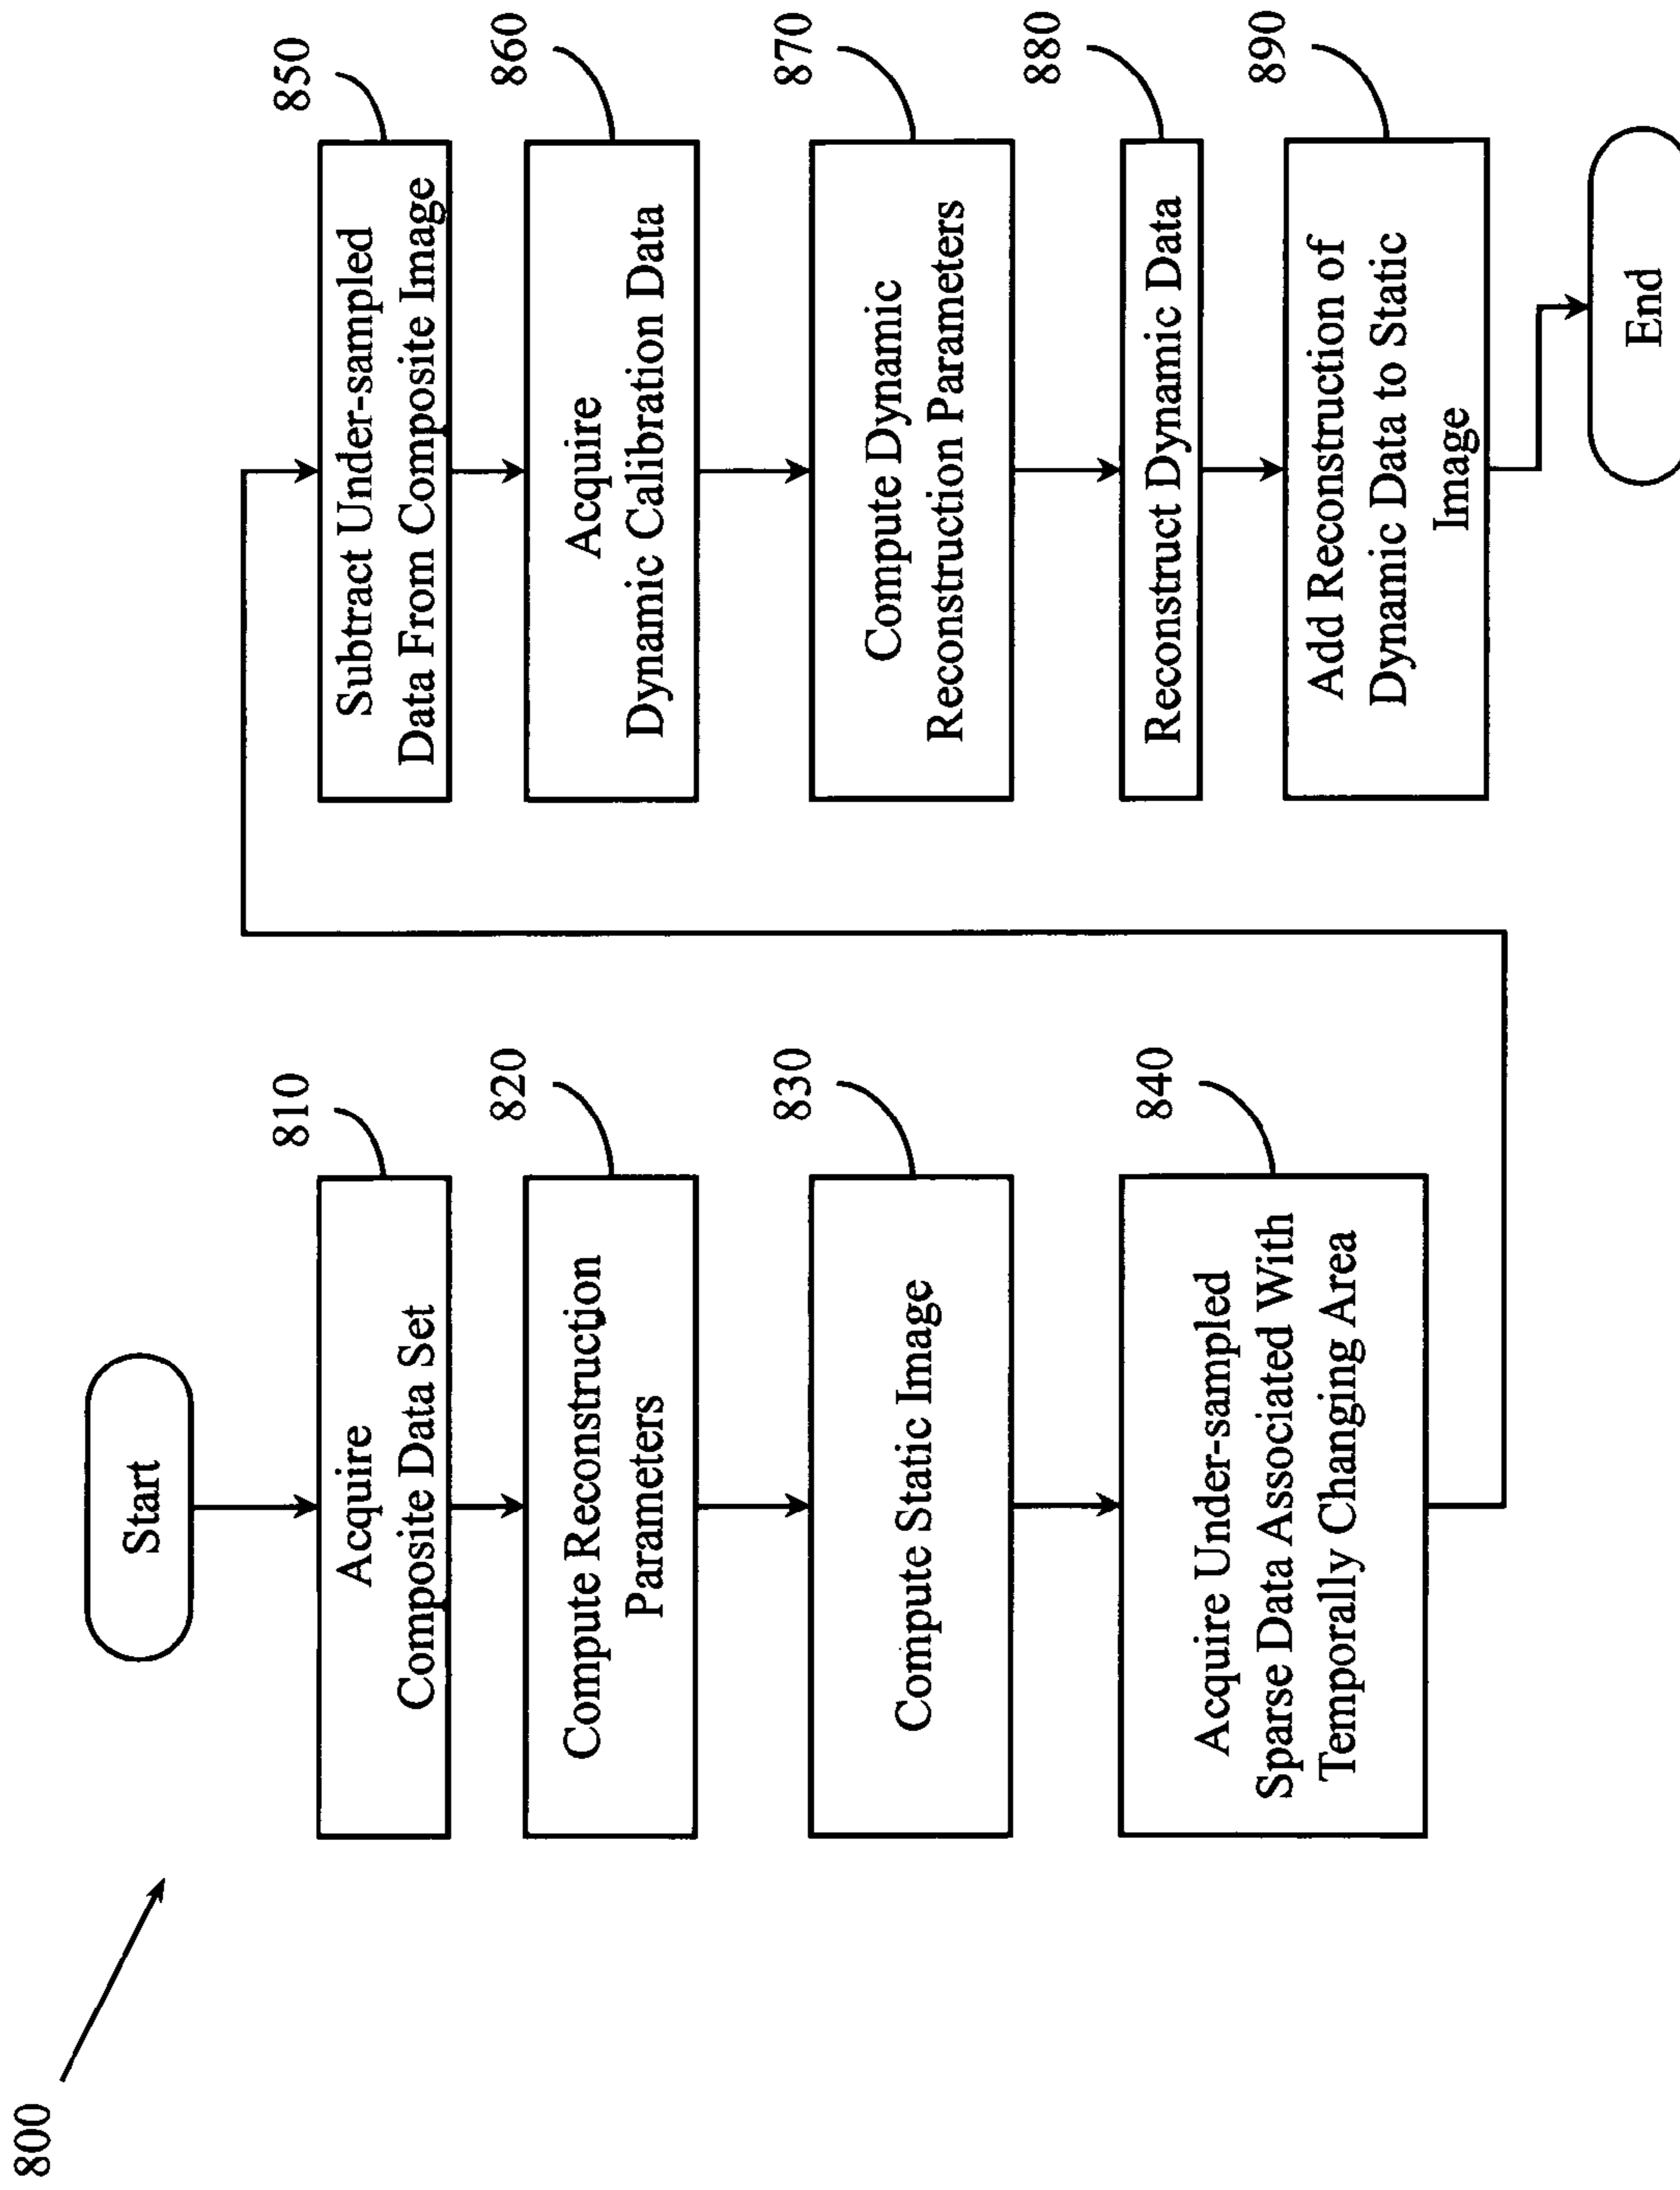 800
Start
810
Acquire
Composite Data Set
820
Compute Reconstruction
Parameters
830
Compute Static Image
840
Acquire Under-sampled
Sparse Data Associated With
Temporally Changing Area
850
Subtract Under-sampled
Data From Composite Image
860
Acquire
Dynamic Calibration Data
870
Compute Dynamic
Reconstruction Parameters
880
Reconstruct Dynamic Data
890
Add Reconstruction of
Dynamic Data to Static
Image
End